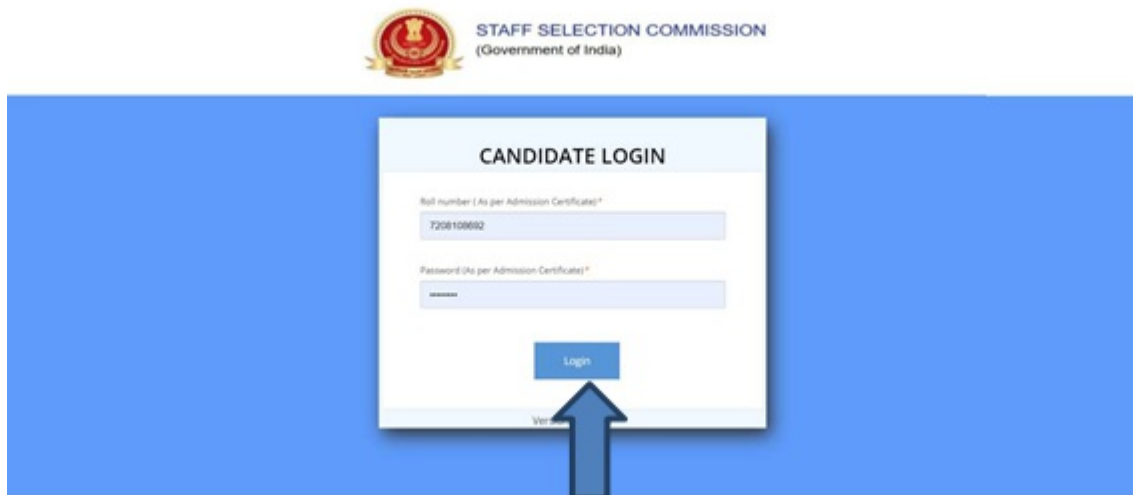 STAFF SELECTION COMMISSION
(Government of India)
CANDIDATE LOGIN
Roll number ( As per Admission Certificate)*
7208108692
Password (As per Admission Certificate)*
Login